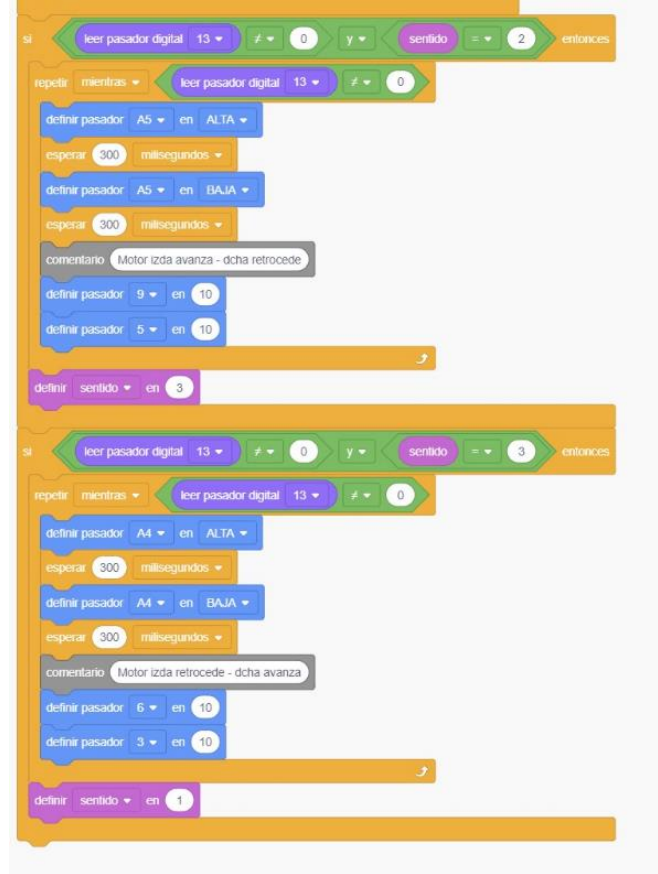 si leer pasador digital 13 ≠ 0 y sentido = 2 entonces
repetir mientras leer pasador digital 13 ≠ 0
definir pasador A5 en ALTA
esperar 300 milisegundos
definir pasador A5 en BAJA
esperar 300 milisegundos
comentario Motor izda avanza - dcha retrocede
definir pasador 9 en 10
definir pasador 5 en 10
definir sentido en 3
si leer pasador digital 13 ≠ 0 y sentido = 3 entonces
repetir mientras leer pasador digital 13 ≠ 0
definir pasador A4 en ALTA
esperar 300 milisegundos
definir pasador A4 en BAJA
esperar 300 milisegundos
comentario Motor izda retrocede - dcha avanza
definir pasador 6 en 10
definir pasador 3 en 10
definir sentido en 1